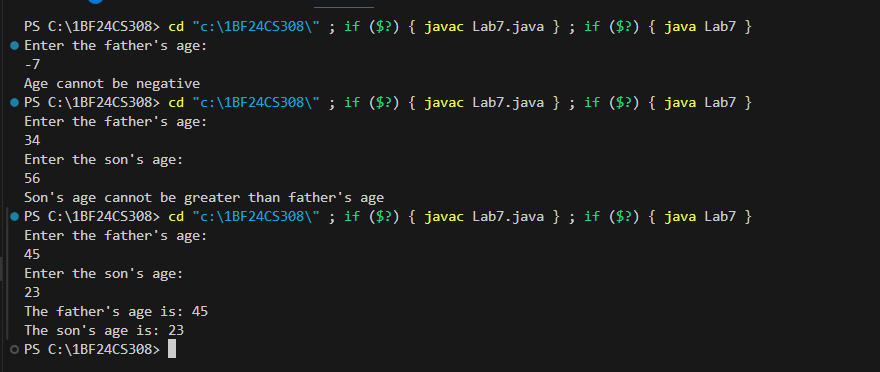 PS C:\1BF24CS308> cd "c:\1BF24CS308\" ; if ($?) { javac Lab7.java } ; if ($?) { java Lab7 }
Enter the father's age:
-7
Age cannot be negative
PS C:\1BF24CS308> cd "c:\1BF24CS308\" ; if ($?) { javac Lab7.java } ; if ($?) { java Lab7 }
Enter the father's age:
34
Enter the son's age:
56
Son's age cannot be greater than father's age
PS C:\1BF24CS308> cd "c:\1BF24CS308\" ; if ($?) { javac Lab7.java } ; if ($?) { java Lab7 }
Enter the father's age:
45
Enter the son's age:
23
The father's age is: 45
The son's age is: 23
PS C:\1BF24CS308>